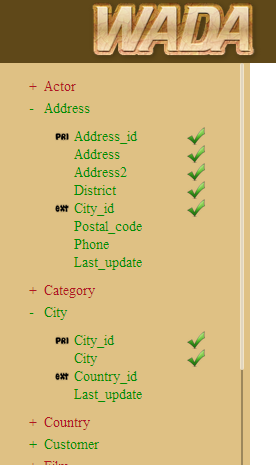 WADA
+ Actor
- Address
PRI Address_id
Address
Address2
District
EXT City_id
Postal_code
Phone
Last_update
+ Category
- City
PRI City_id
City
EXT Country_id
Last_update
+ Country
+ Customer
+ Film